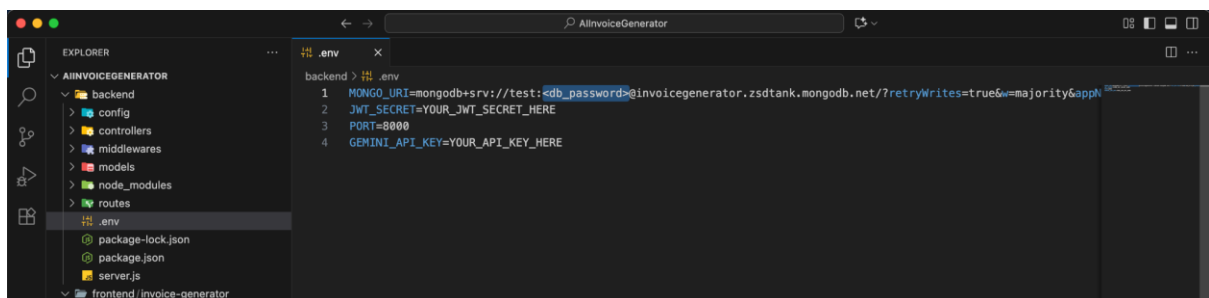 AIInvoiceGenerator
EXPLORER
.env
AIINVOICEGENERATOR
backend > .env
backend
config
controllers
middlewares
models
node_modules
routes
.env
package-lock.json
package.json
server.js
frontend/invoice-generator
1 MONGO_URI=mongodb+srv://test:<db_password>@invoicegenerator.zsdtank.mongodb.net/?retryWrites=true&w=majority&appN
2 JWT_SECRET=YOUR_JWT_SECRET_HERE
3 PORT=8000
4 GEMINI_API_KEY=YOUR_API_KEY_HERE